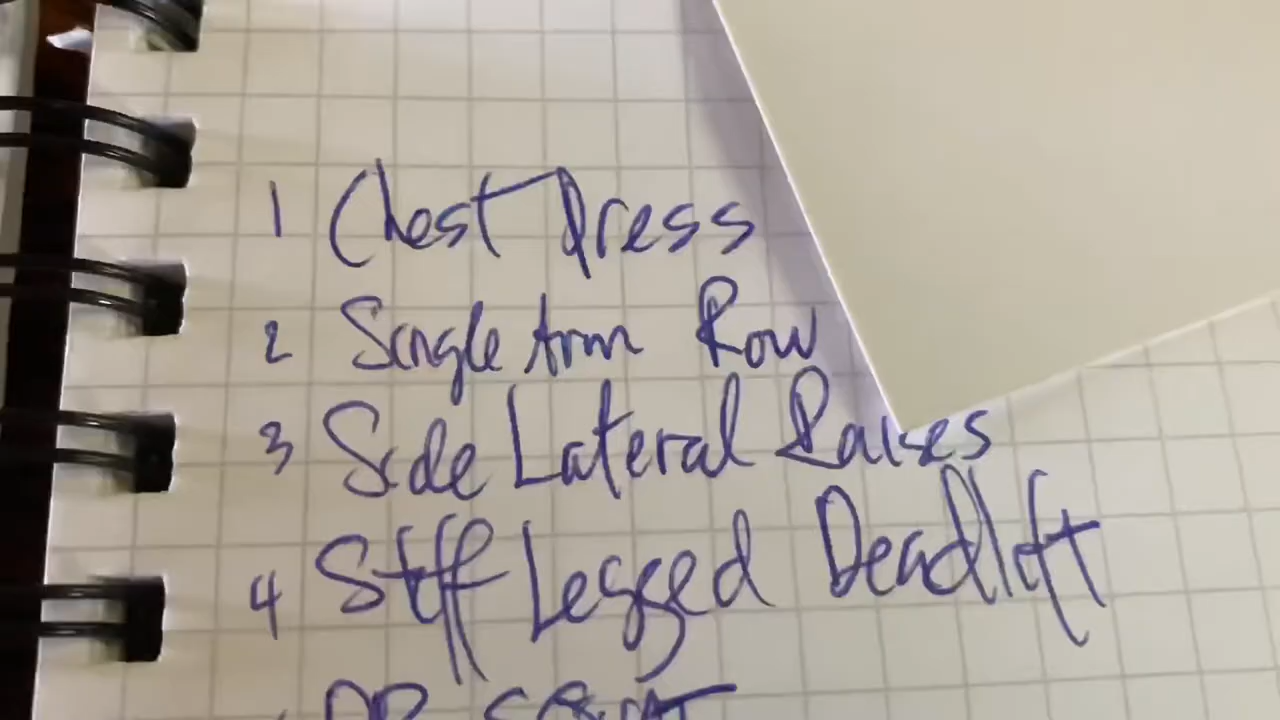 1 Chest Press
2 Single Arm Row
3 Side Lateral Raises
4 Stiff Legged Deadlift